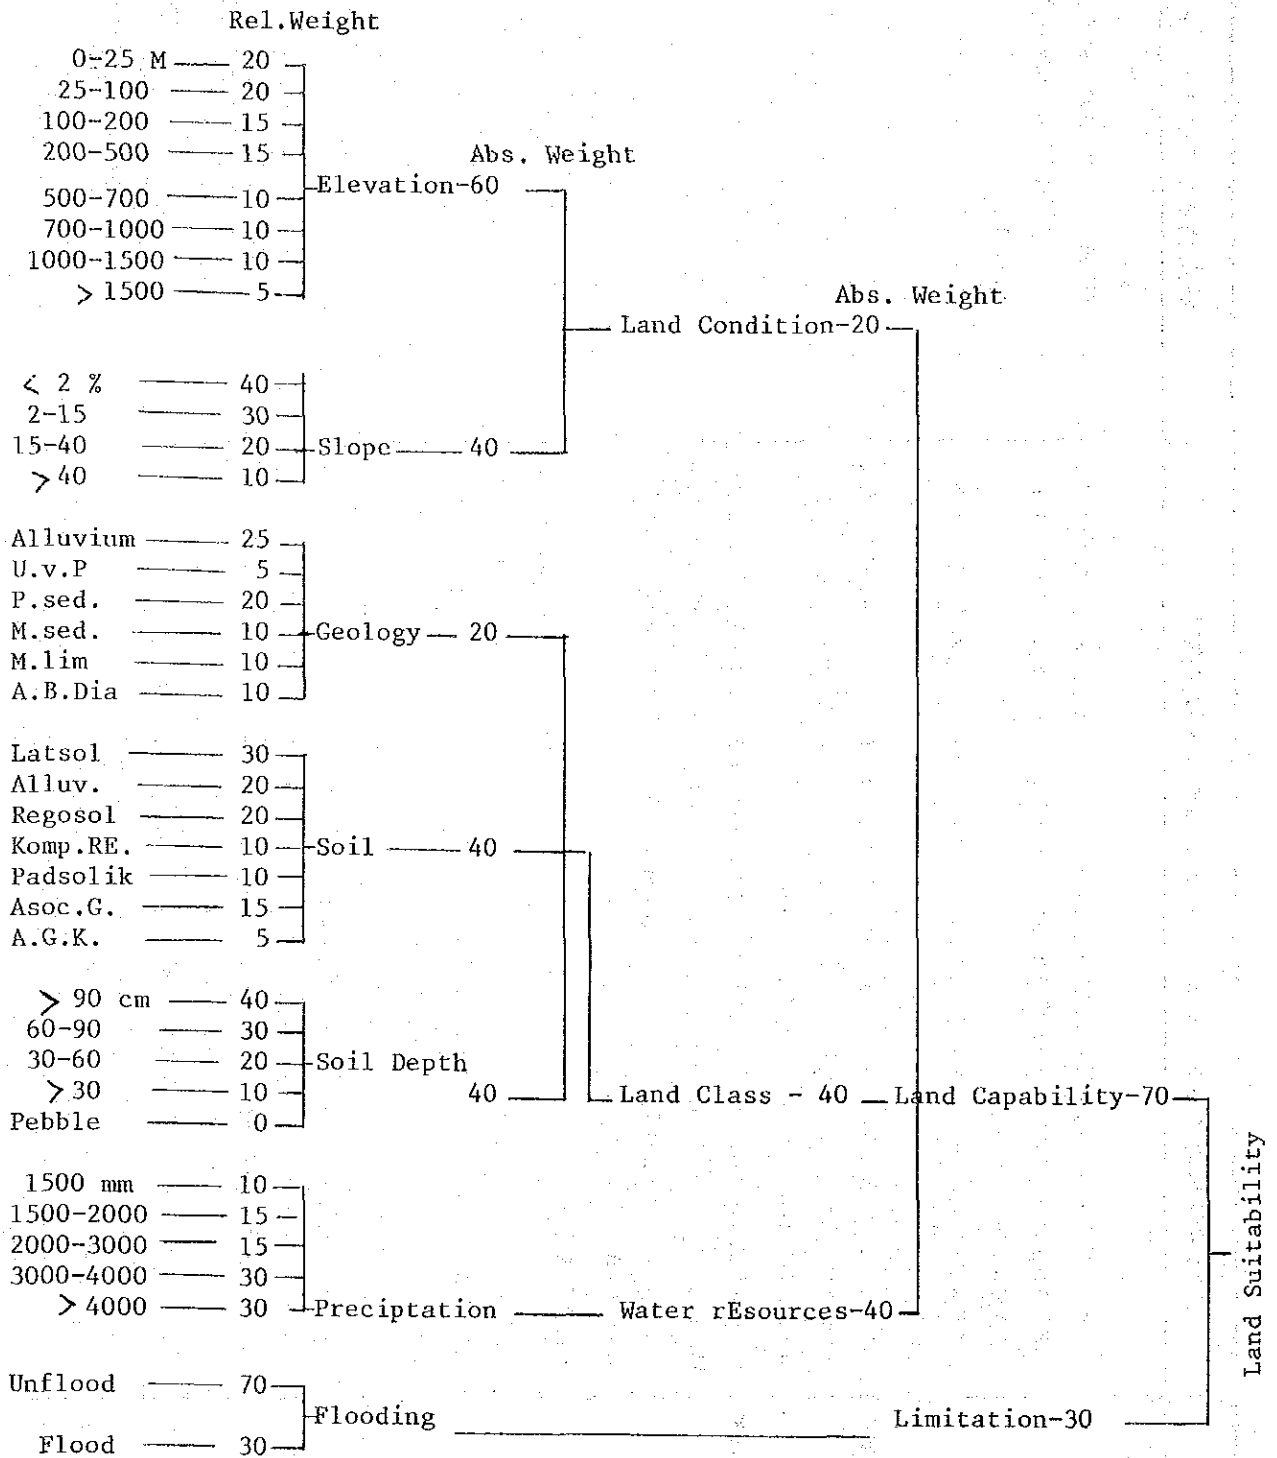 Rel.Weight
0-25 M 20
25-100 20
100-200 15
200-500 15
Abs. Weight
Elevation-60
500-700 10
700-1000 10
1000-1500 10
> 1500 5
Abs. Weight
Land Condition-20
< 2 % 40
2-15 30
15-40 20 Slope 40
> 40 10
Alluvium 25
U.v.P 5
P.sed. 20
M.sed. 10 Geology 20
M.lim 10
A.B.Dia 10
Latsol 30
Alluv. 20
Regosol 20
Komp.RE. 10 Soil 40
Padsolik 10
Asoc.G. 15
A.G.K. 5
> 90 cm 40
60-90 30
30-60 20 Soil Depth
> 30 10 40 Land Class - 40 Land Capability-70
Pebble 0
1500 mm 10
1500-2000 15
2000-3000 15
3000-4000 30
> 4000 30 Preciptation Water rEsources-40
Land Suitability
Unflood 70
Flooding Limitation-30
Flood 30